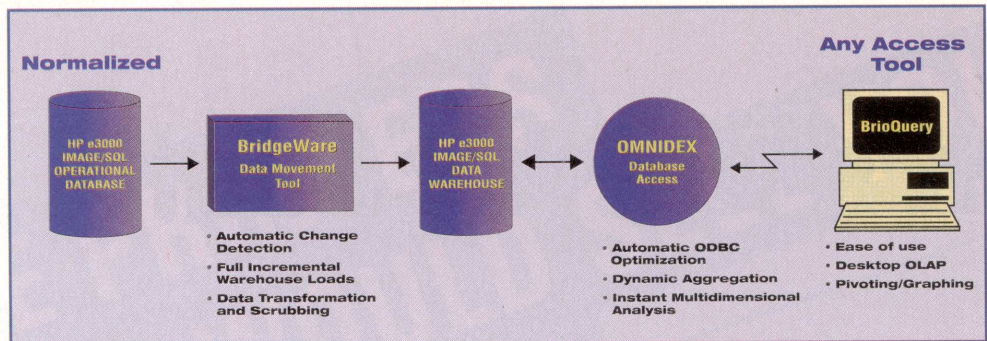 Normalized
HP e3000
IMAGE/SQL
OPERATIONAL
DATABASE
BridgeWare
Data Movement
Tool
• Automatic Change
Detection
• Full Incremental
Warehouse Loads
• Data Transformation
and Scrubbing
HP e3000
IMAGE/SQL
DATA
WAREHOUSE
OMNIDEX
Database
Access
• Automatic ODBC
Optimization
• Dynamic Aggregation
• Instant Multidimensional
Analysis
Any Access
Tool
BrioQuery
• Ease of use
• Desktop OLAP
• Pivoting/Graphing